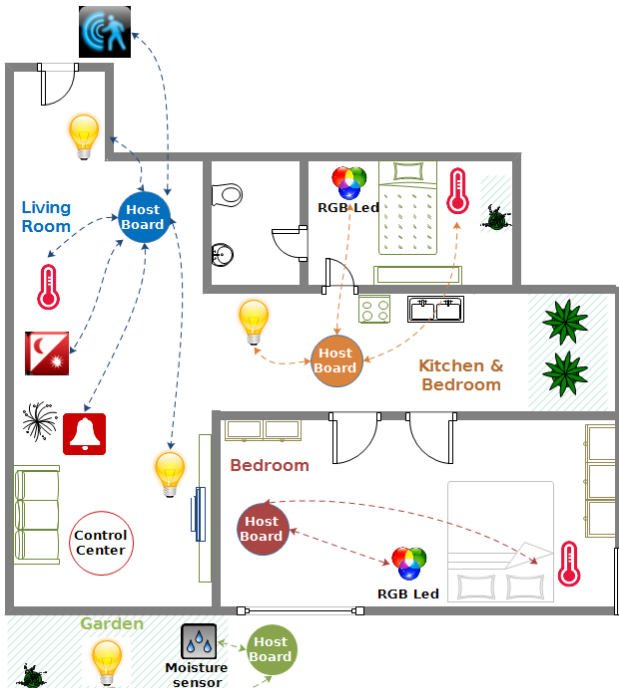 Living
Room
Host
Board
RGB Led
Host
Board
Kitchen &
Bedroom
Bedroom
Host
Board
Control
Center
RGB Led
Garden
Host
Board
Moisture
sensor